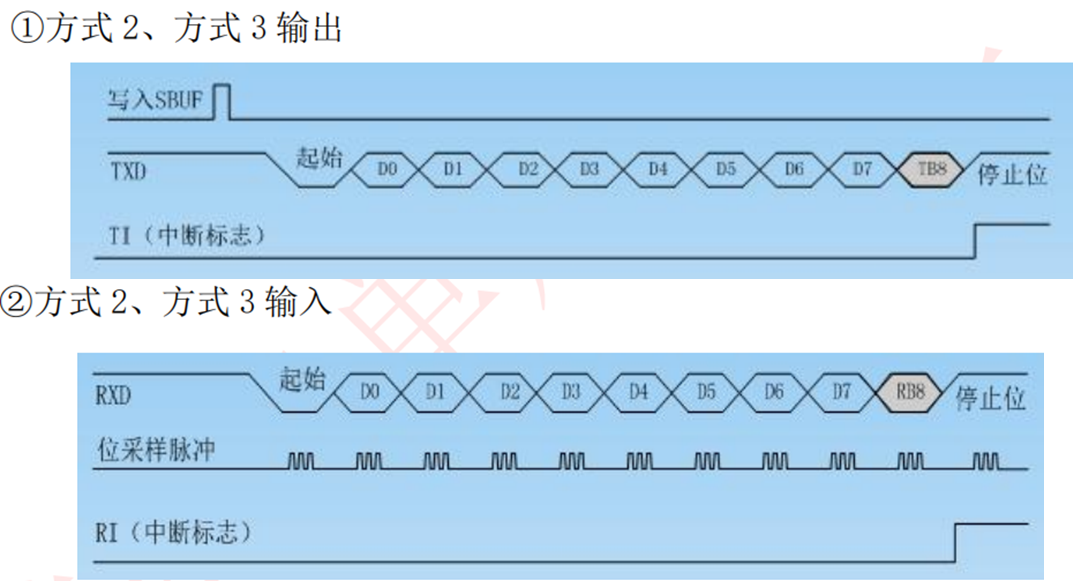 ①方式 2、方式 3 输出
写入SBUF
TXD 起始 D0 D1 D2 D3 D4 D5 D6 D7 TB8 停止位
TI（中断标志）
②方式 2、方式 3 输入
RXD 起始 D0 D1 D2 D3 D4 D5 D6 D7 RB8 停止位
位采样脉冲
RI（中断标志）